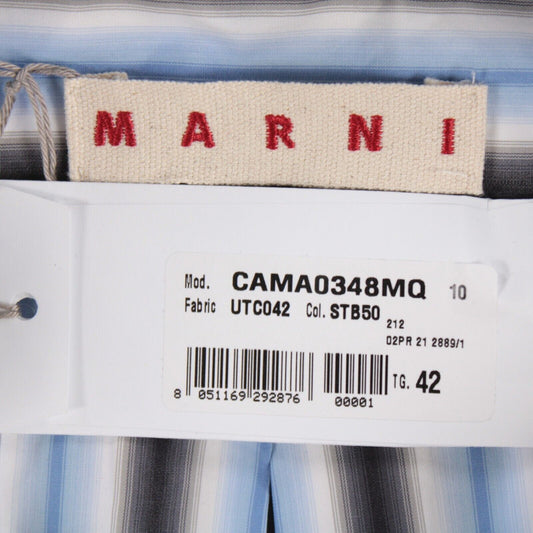 MARNI
Mod. CAMA0348MQ 10
Fabric UTC042 Col. STB50
212
02PR 21 2889/1
8 051169 292876 00001 TG. 42